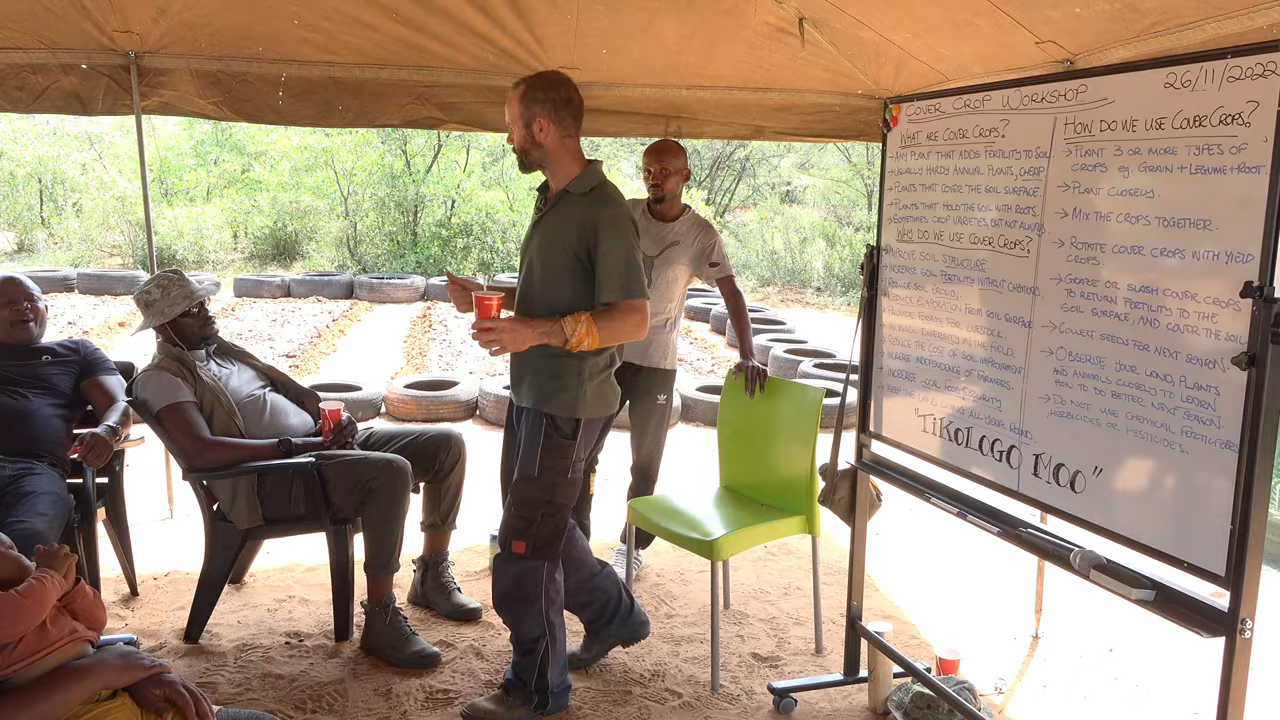 26/11/2022
COVER CROP WORKSHOP
WHAT ARE COVER CROPS?
→ ANY PLANT THAT ADDS FERTILITY TO SOIL.
→ USUALLY HARDY ANNUAL PLANTS, CHEAP
→ PLANTS THAT COVER THE SOIL SURFACE.
→ PLANTS THAT HOLD THE SOIL WITH ROOTS.
→ SOMETIMES CROP VARIETIES, BUT NOT ALWAYS
WHY DO WE USE COVER CROPS?
→ IMPROVE SOIL STRUCTURE
→ INCREASE SOIL FERTILITY WITHOUT CHEMICALS
→ REDUCE SOIL EROSION.
→ REDUCE EVAPORATION FROM SOIL SURFACE
→ PROVIDE FORAGE FOR LIVESTOCK.
→ INCREASE DIVERSITY IN THE FIELD.
→ REDUCE THE COST OF SOIL IMPROVEMENT
→ INCREASE INDEPENDENCE OF FARMERS.
→ INCREASE LOCAL FOOD SECURITY
→ KEEP THE LAND LIVING ALL YEAR ROUND.
"TIKOLOGO MOO"
HOW DO WE USE COVER CROPS?
→ PLANT 3 OR MORE TYPES OF
CROPS eg. GRAIN + LEGUME + ROOT.
→ PLANT CLOSELY.
→ MIX THE CROPS TOGETHER.
→ ROTATE COVER CROPS WITH YIELD
CROPS.
→ GRAZE OR SLASH COVER CROPS
TO RETURN FERTILITY TO THE
SOIL SURFACE, AND COVER THE SOIL
→ COLLECT SEEDS FOR NEXT SEASON.
→ OBSERVE YOUR LAND, PLANTS
AND ANIMALS CLOSELY TO LEARN
HOW TO DO BETTER NEXT SEASON.
→ DO NOT USE CHEMICAL FERTILIZERS
HERBICIDES OR PESTICIDES.